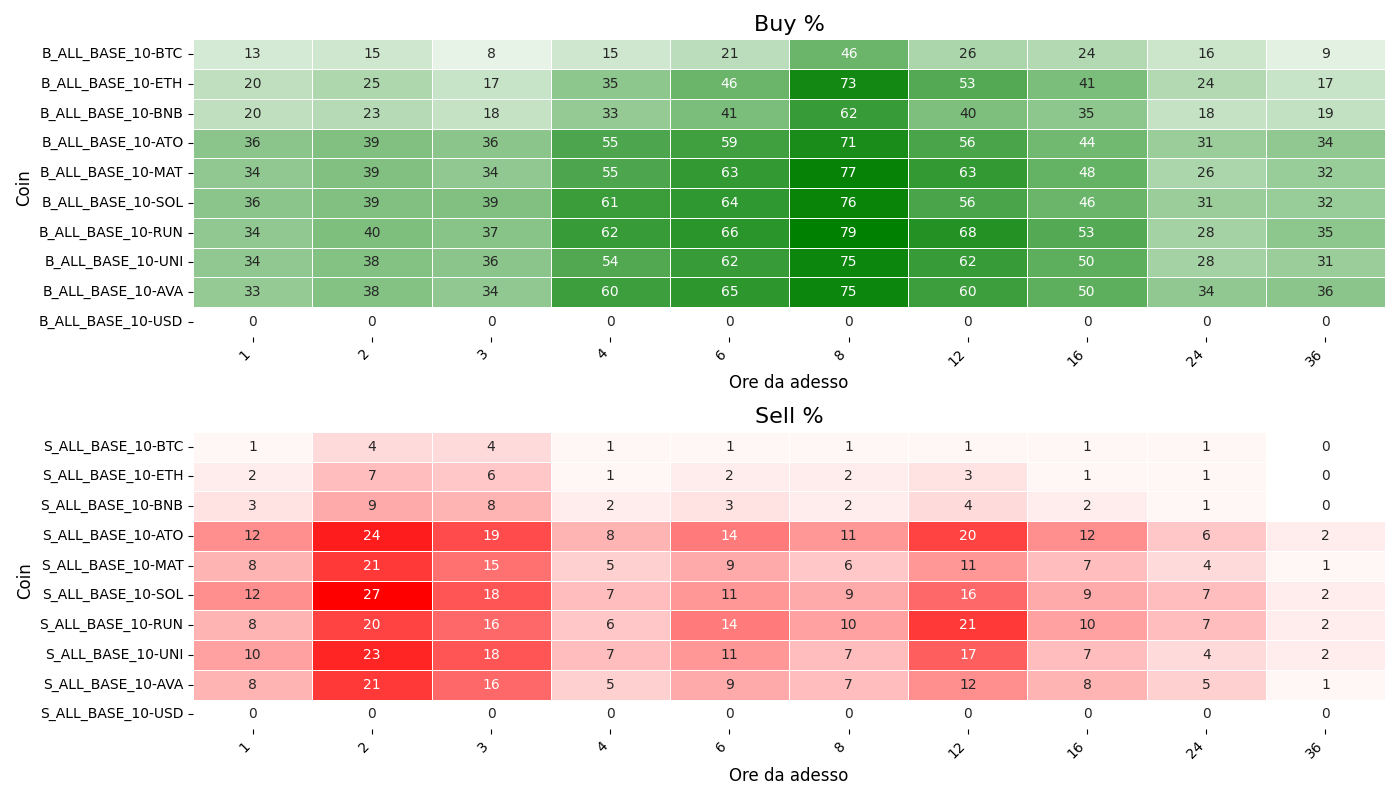 Buy %
B_ALL_BASE_10-BTC 13 15 8 15 21 46 26 24 16 9
B_ALL_BASE_10-ETH 20 25 17 35 46 73 53 41 24 17
B_ALL_BASE_10-BNB 20 23 18 33 41 62 40 35 18 19
B_ALL_BASE_10-ATO 36 39 36 55 59 71 56 44 31 34
B_ALL_BASE_10-MAT 34 39 34 55 63 77 63 48 26 32
B_ALL_BASE_10-SOL 36 39 39 61 64 76 56 46 31 32
B_ALL_BASE_10-RUN 34 40 37 62 66 79 68 53 28 35
B_ALL_BASE_10-UNI 34 38 36 54 62 75 62 50 28 31
B_ALL_BASE_10-AVA 33 38 34 60 65 75 60 50 34 36
B_ALL_BASE_10-USD 0 0 0 0 0 0 0 0 0 0
Coin
1 2 3 4 6 8 12 16 24 36
Ore da adesso
Sell %
S_ALL_BASE_10-BTC 1 4 4 1 1 1 1 1 1 0
S_ALL_BASE_10-ETH 2 7 6 1 2 2 3 1 1 0
S_ALL_BASE_10-BNB 3 9 8 2 3 2 4 2 1 0
S_ALL_BASE_10-ATO 12 24 19 8 14 11 20 12 6 2
S_ALL_BASE_10-MAT 8 21 15 5 9 6 11 7 4 1
S_ALL_BASE_10-SOL 12 27 18 7 11 9 16 9 7 2
S_ALL_BASE_10-RUN 8 20 16 6 14 10 21 10 7 2
S_ALL_BASE_10-UNI 10 23 18 7 11 7 17 7 4 2
S_ALL_BASE_10-AVA 8 21 16 5 9 7 12 8 5 1
S_ALL_BASE_10-USD 0 0 0 0 0 0 0 0 0 0
Coin
1 2 3 4 6 8 12 16 24 36
Ore da adesso